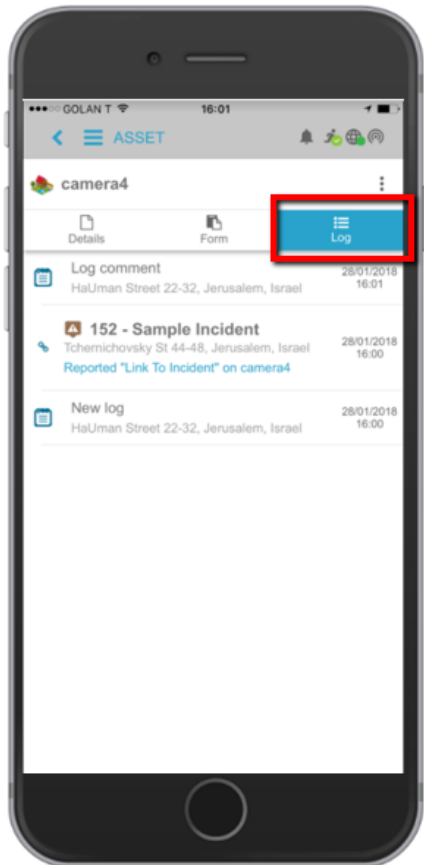 GOLAN T 16:01
ASSET
camera4
Details Form Log
Log comment 28/01/2018
HaUman Street 22-32, Jerusalem, Israel 16:01
152 - Sample Incident
Tchernichovsky St 44-48, Jerusalem, Israel 28/01/2018
16:00
Reported "Link To Incident" on camera4
New log 28/01/2018
HaUman Street 22-32, Jerusalem, Israel 16:00